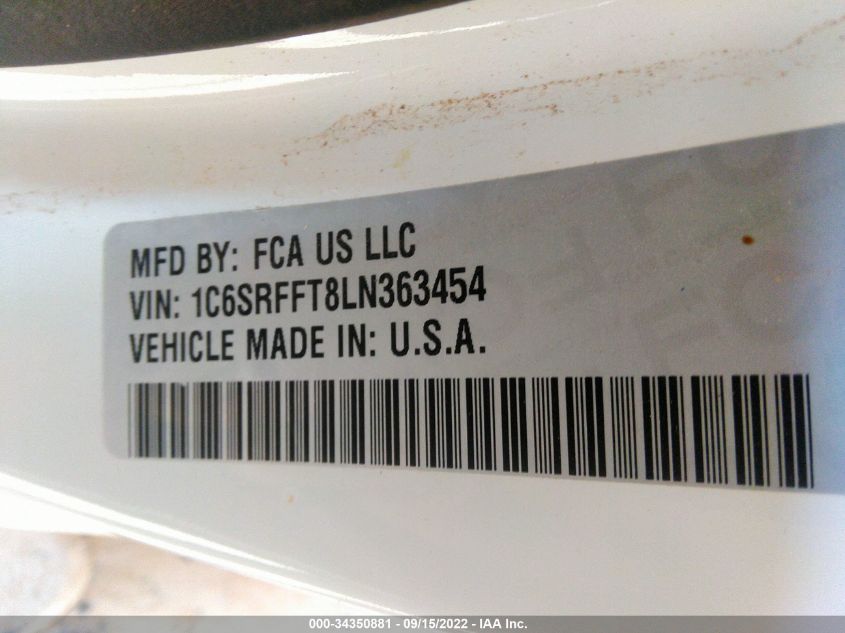 MFD BY: FCA US LLC
VIN: 1C6SRFFT8LN363454
VEHICLE MADE IN: U.S.A.
000-34350881 - 09/15/2022 - IAA Inc.